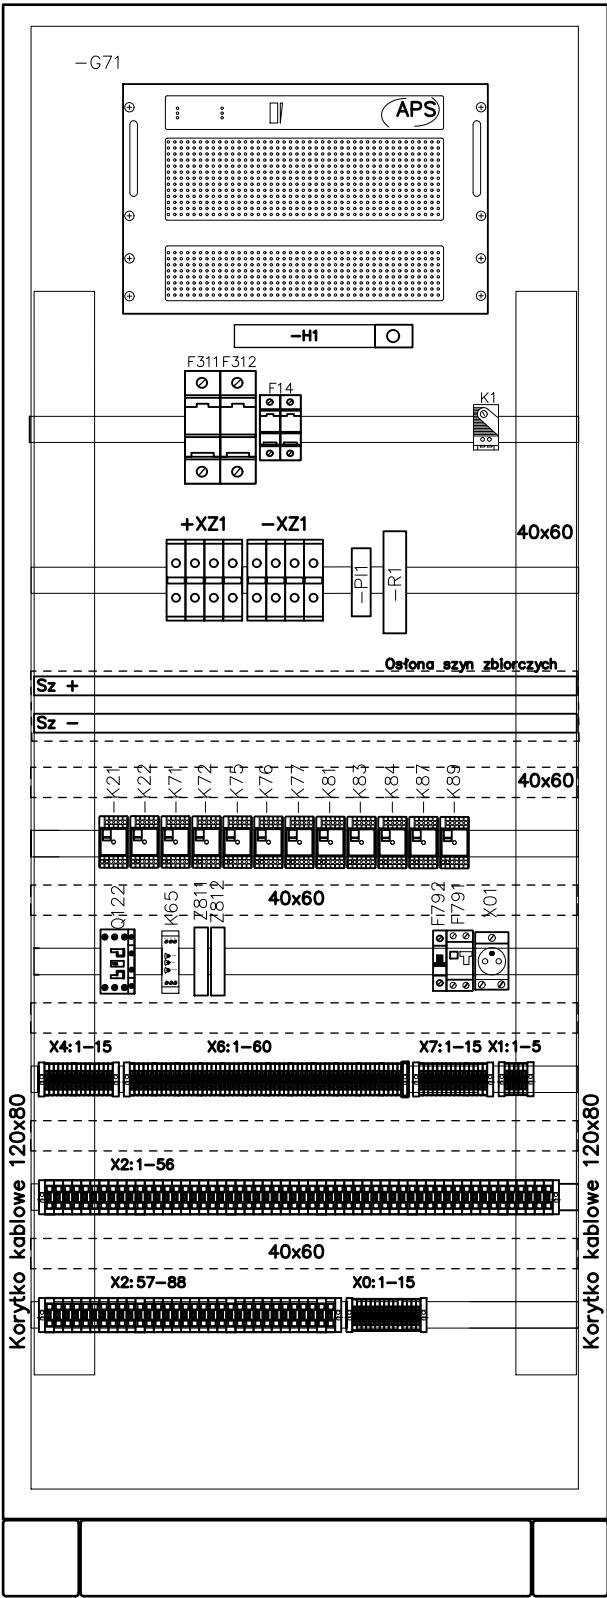 -G71
APS
-H1
F311 F312
F14
K1
+XZ1 -XZ1
40x60
-PI1
-R1
Osłona szyn zbiorczych
Sz +
Sz -
-K21 -K22 -K71 -K72 -K75 -K76 -K77 -K81 -K83 -K84 -K87 -K89
40x60
40x60
Q122 K65 Z811 Z812 F792 F791 X01
X4:1-15 X6:1-60 X7:1-15 X1:1-5
Korytko kablowe 120x80
Korytko kablowe 120x80
X2:1-56
40x60
X2:57-88 X0:1-15